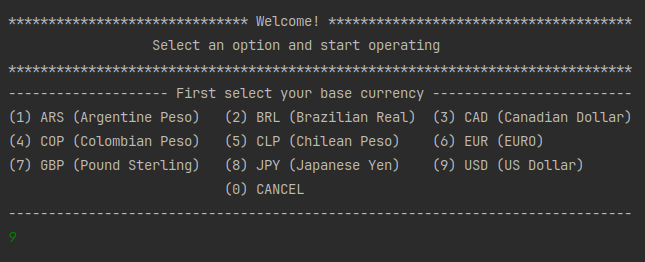 ****************************** Welcome! **************************************
Select an option and start operating
******************************************************************************
-------------------- First select your base currency -------------------------
(1) ARS (Argentine Peso)   (2) BRL (Brazilian Real)  (3) CAD (Canadian Dollar)
(4) COP (Colombian Peso)   (5) CLP (Chilean Peso)    (6) EUR (EURO)
(7) GBP (Pound Sterling)   (8) JPY (Japanese Yen)    (9) USD (US Dollar)
(0) CANCEL
------------------------------------------------------------------------------
9